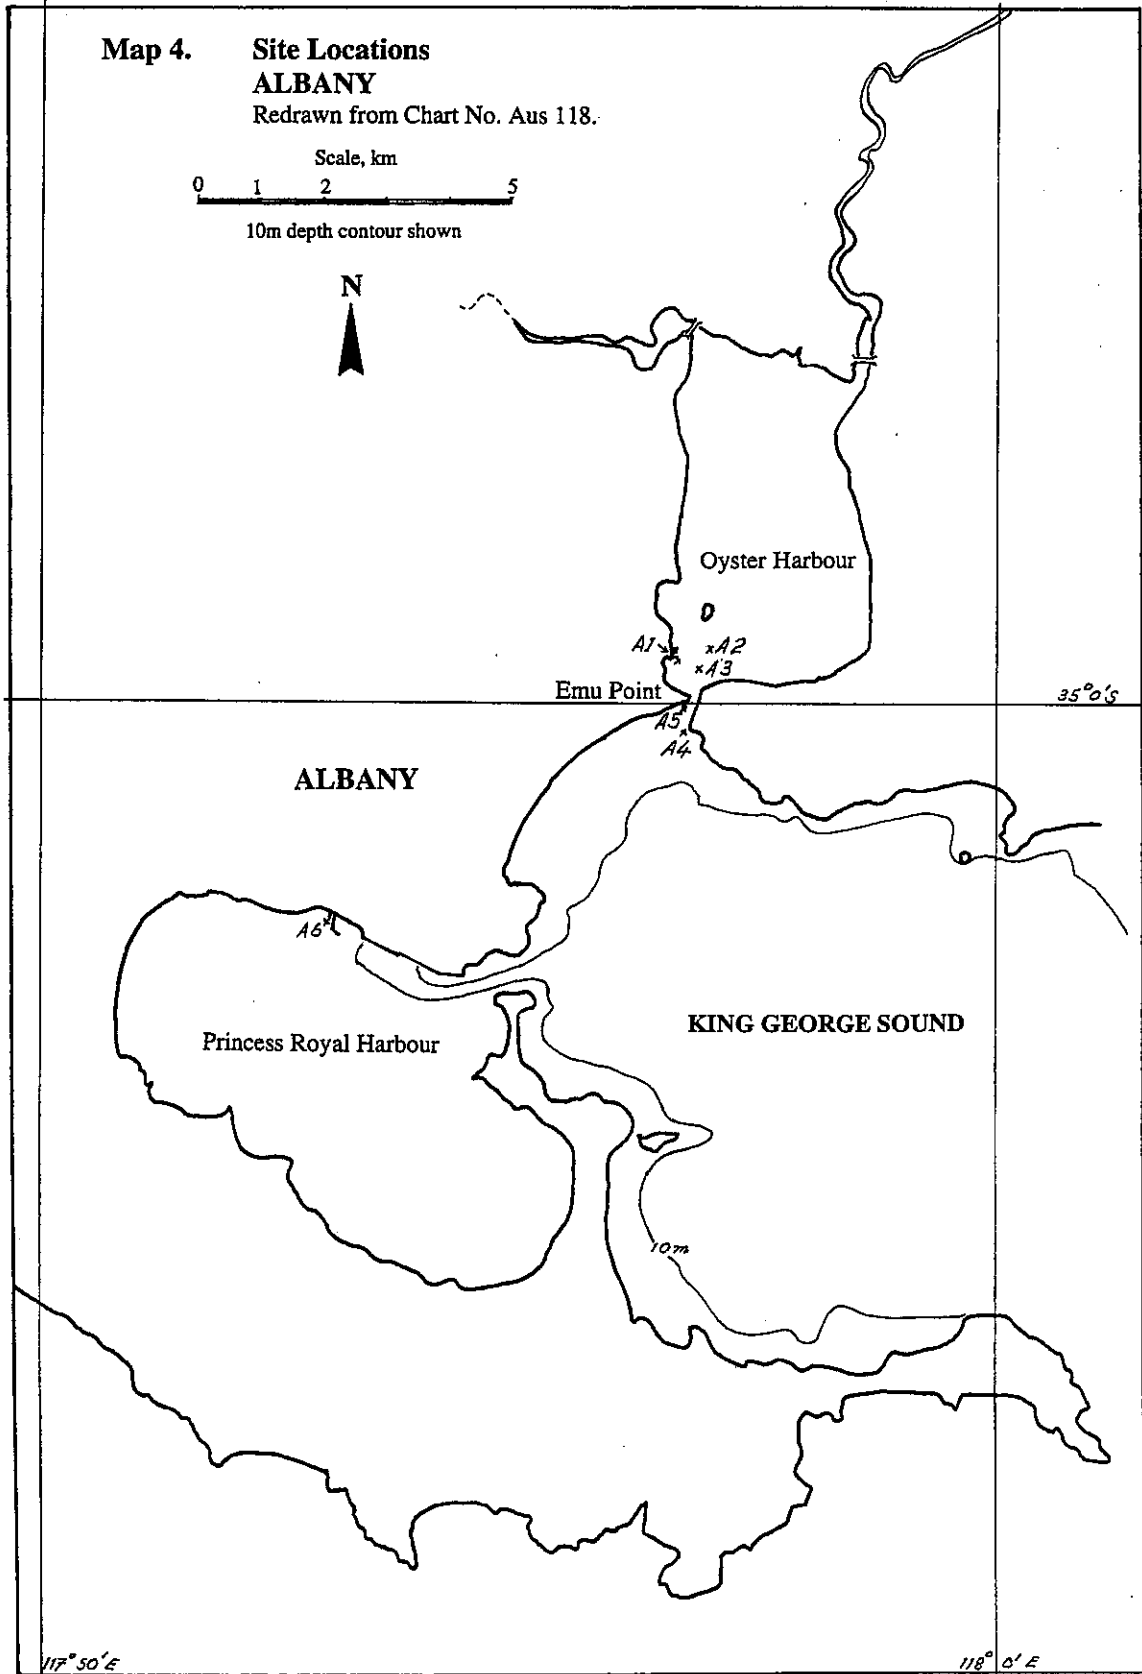 Map 4. Site Locations
ALBANY
Redrawn from Chart No. Aus 118.
Scale, km
0 1 2 5
10m depth contour shown
N
Oyster Harbour
A1
A2
A3
Emu Point
35°0'S
A5
A4
ALBANY
A6
KING GEORGE SOUND
Princess Royal Harbour
10m
117°50'E
118°0'E